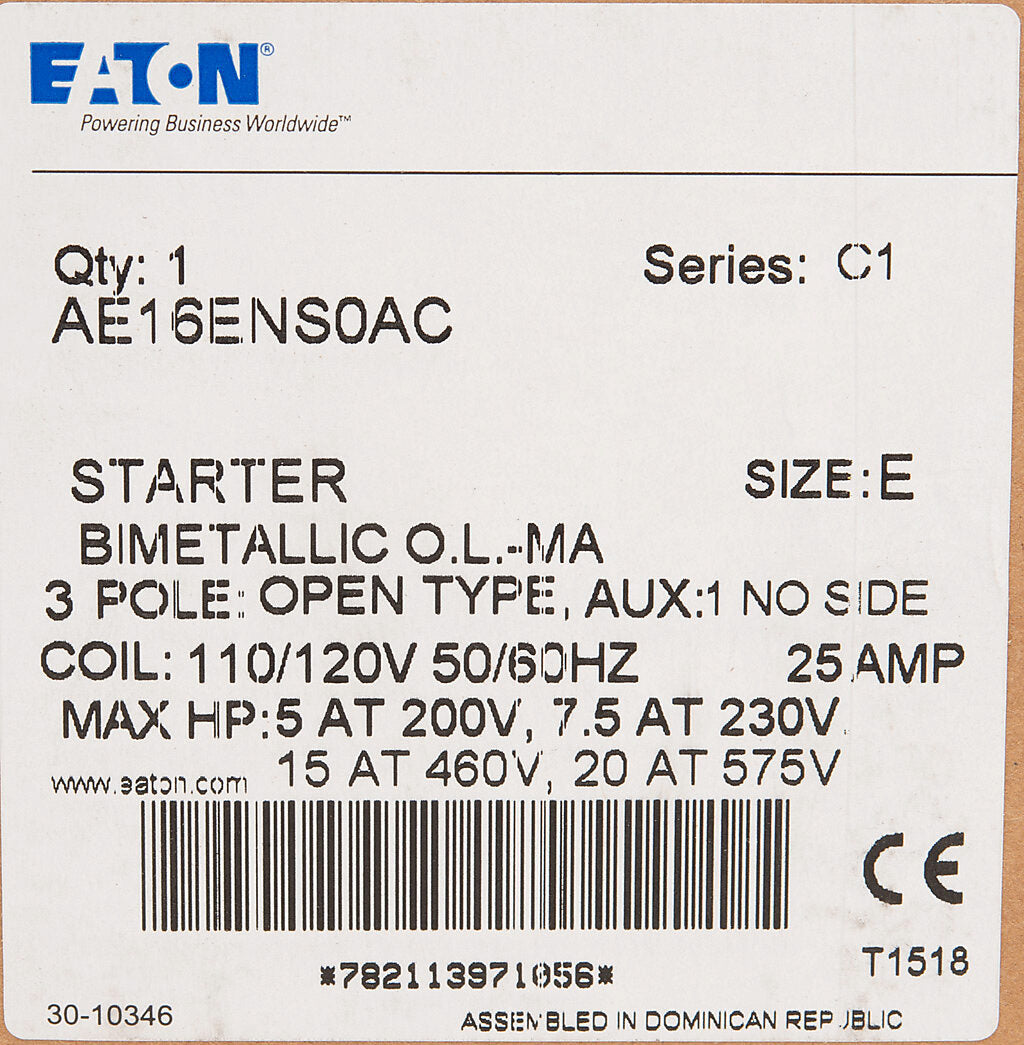 EATON®
Powering Business Worldwide™
Qty: 1 Series: C1
AE16ENS0AC
STARTER SIZE:E
BIMETALLIC O.L.-MA
3 POLE: OPEN TYPE, AUX:1 NO SIDE
COIL: 110/120V 50/60HZ 25 AMP
MAX HP:5 AT 200V, 7.5 AT 230V.
15 AT 460V, 20 AT 575V
www.eaton.com
CE
*782113971056*
T1518
30-10346
ASSEMBLED IN DOMINICAN REPUBLIC